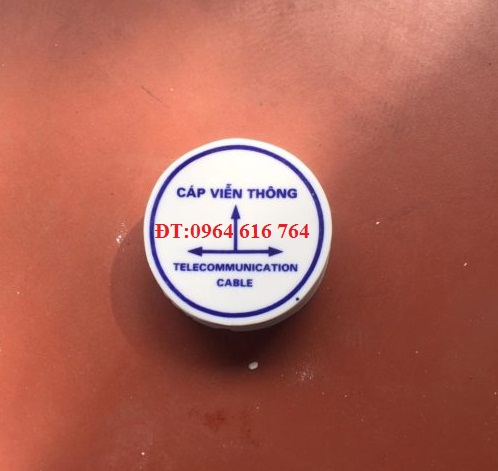 CÁP VIỄN THÔNG
ĐT:0964 616 764
TELECOMMUNICATION
CABLE